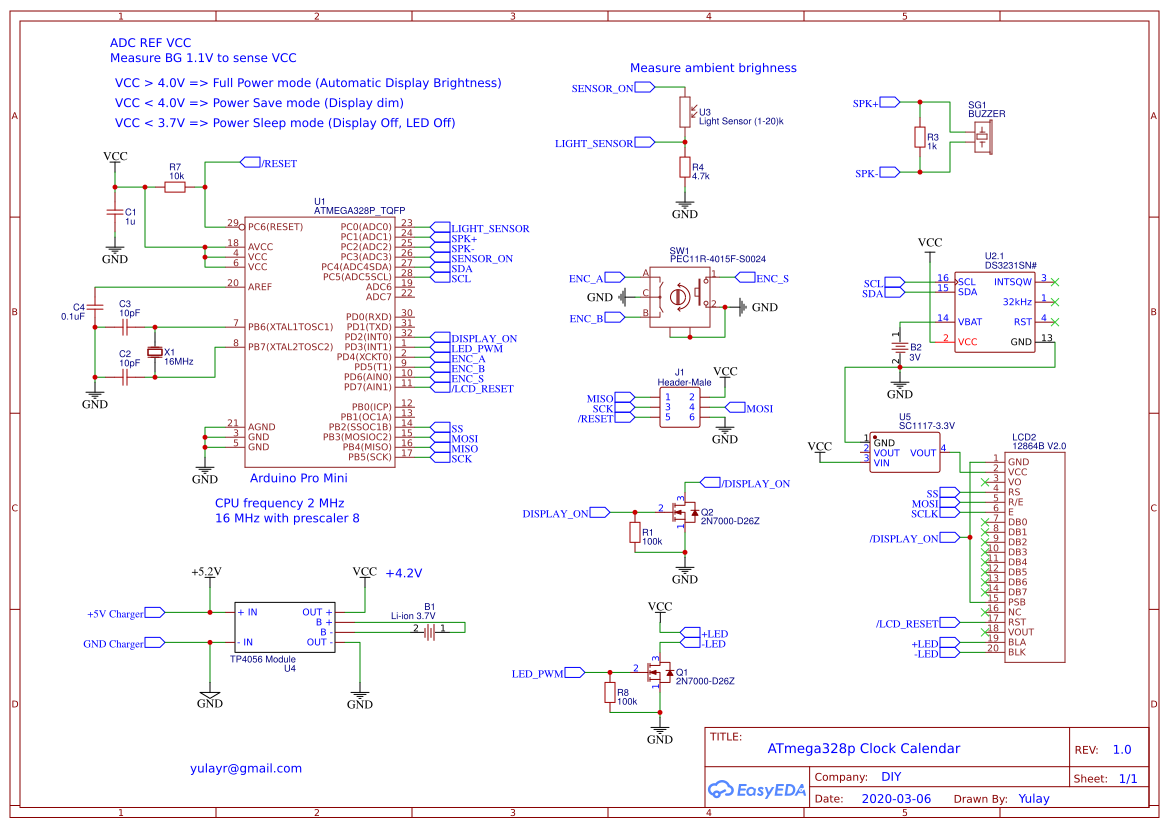 1 2 3 4 5
A
B
C
D
A
B
C
D
1 2 3 4 5
ADC REF VCC
Measure BG 1.1V to sense VCC
VCC > 4.0V => Full Power mode (Automatic Display Brightness)
VCC < 4.0V => Power Save mode (Display dim)
VCC < 3.7V => Power Sleep mode (Display Off, LED Off)
VCC
R7
10k
/RESET
C1
1u
GND
U1
ATMEGA328P_TQFP
29 PC6(RESET)
18 AVCC
4 VCC
6 VCC
20 AREF
7 PB6(XTAL1TOSC1)
8 PB7(XTAL2TOSC2)
21 AGND
3 GND
5 GND
PC0(ADC0) 23 LIGHT_SENSOR
PC1(ADC1) 24 SPK+
PC2(ADC2) 25 SPK-
PC3(ADC3) 26 SENSOR_ON
PC4(ADC4SDA) 27 SDA
PC5(ADC5SCL) 28 SCL
ADC6 19
ADC7 22
PD0(RXD) 30
PD1(TXD) 31
PD2(INT0) 32 DISPLAY_ON
PD3(INT1) 1 LED_PWM
PD4(XCKT0) 2 ENC_A
PD5(T1) 9 ENC_B
PD6(AIN0) 10 ENC_S
PD7(AIN1) 11 /LCD_RESET
PB0(ICP) 12
PB1(OC1A) 13
PB2(SSOC1B) 14 SS
PB3(MOSIOC2) 15 MOSI
PB4(MISO) 16 MISO
PB5(SCK) 17 SCK
C4
0.1uF
C3
10pF
C2
10pF
X1
16MHz
GND
GND
Arduino Pro Mini
CPU frequency 2 MHz
16 MHz with prescaler 8
+5.2V
VCC +4.2V
+5V Charger
GND Charger
+ IN
- IN
OUT +
B +
B -
OUT -
TP4056 Module
U4
B1
Li-ion 3.7V
2 1
GND
GND
yulayr@gmail.com
Measure ambient brighness
SENSOR_ON
U3
Light Sensor (1-20)k
LIGHT_SENSOR
R4
4.7k
GND
SPK+
SPK-
R3
1k
SG1
BUZZER
SW1
PEC11R-4015F-S0024
ENC_A A 1 ENC_S
GND C 2 GND
ENC_B B
J1
Header-Male
VCC
MISO 1 2
SCK 3 4 MOSI
/RESET 5 6
GND
/DISPLAY_ON
DISPLAY_ON
2
3
1
Q2
2N7000-D26Z
R1
100k
GND
VCC
+LED
-LED
LED_PWM
2
3
1
Q1
2N7000-D26Z
R8
100k
GND
VCC
U2.1
DS3231SN#
SCL 16 SCL
SDA 15 SDA
14 VBAT
2 VCC
INTSQW 3
32kHz 1
RST 4
GND 13
1
2
B2
3V
GND
U5
SC1117-3.3V
VCC
1 GND
2 VOUT
3 VIN
VOUT 4
LCD2
12864B V2.0
1 GND
2 VCC
3 VO
SS 4 RS
MOSI 5 R/E
SCLK 6 E
7 DB0
8 DB1
/DISPLAY_ON 9 DB2
10 DB3
11 DB4
12 DB5
13 DB6
14 DB7
15 PSB
16 NC
/LCD_RESET 17 RST
18 VOUT
+LED 19 BLA
-LED 20 BLK
TITLE:
ATmega328p Clock Calendar
REV: 1.0
EasyEDA
Company: DIY
Sheet: 1/1
Date: 2020-03-06 Drawn By: Yulay